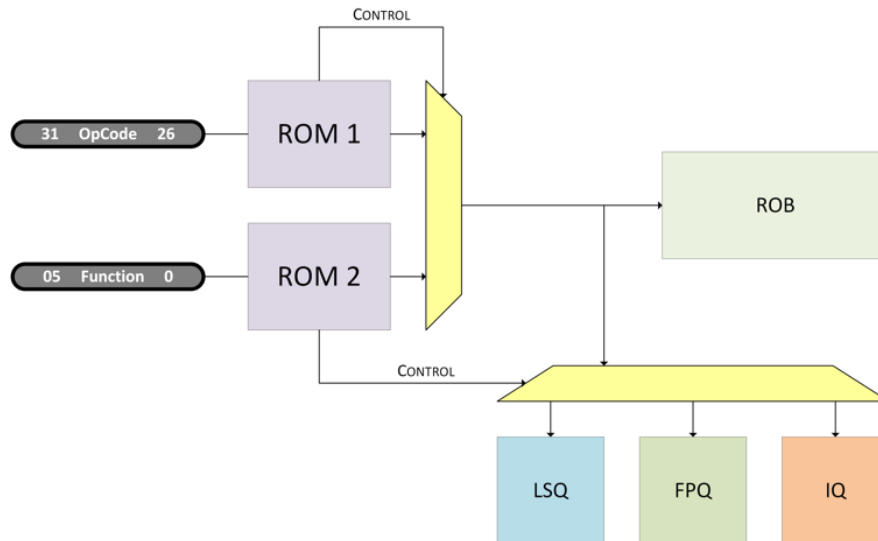 CONTROL
31 OpCode 26
ROM 1
ROB
05 Function 0
ROM 2
CONTROL
LSQ
FPQ
IQ